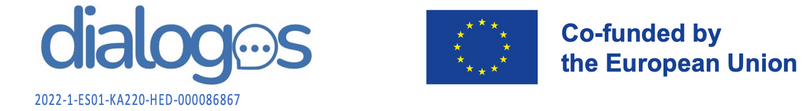 dialogos
2022-1-ES01-KA220-HED-000086867
Co-funded by
the European Union